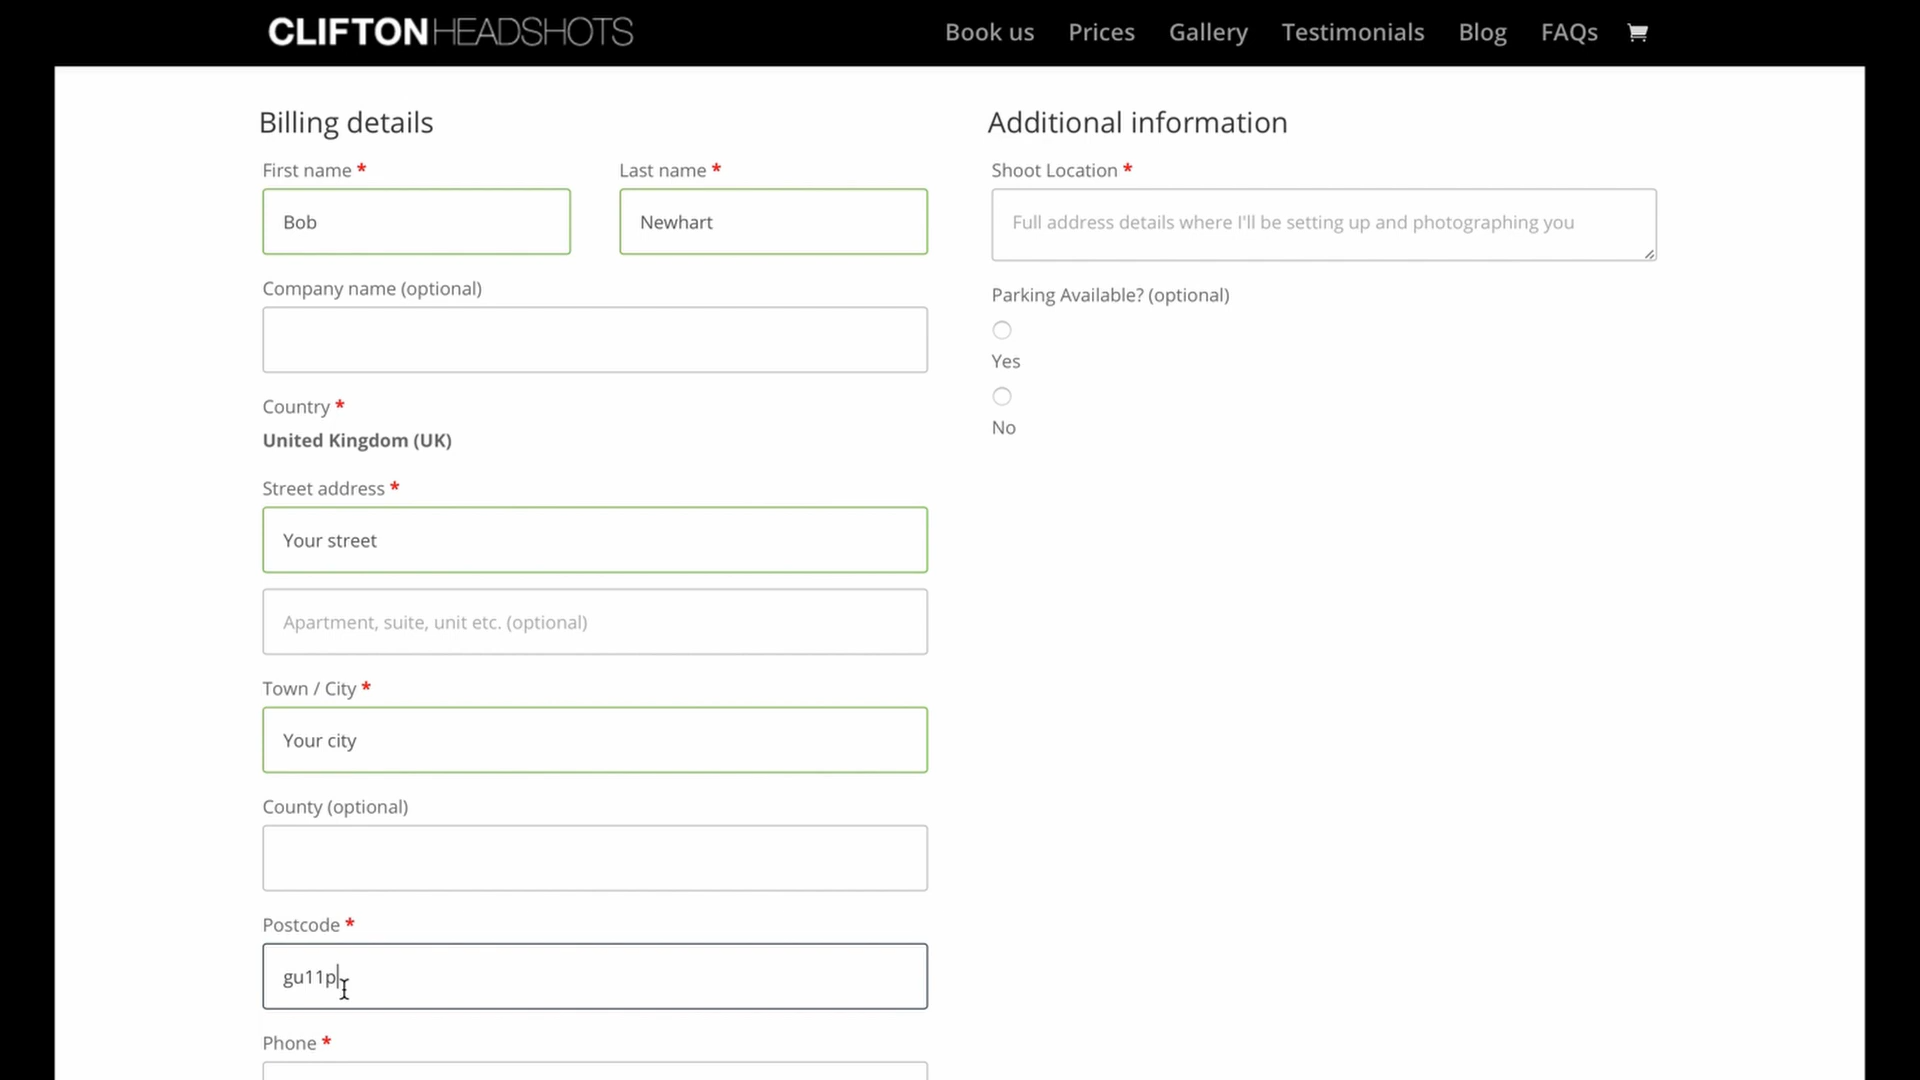 CLIFTONHEADSHOTS
Book us Prices Gallery Testimonials Blog FAQs
Billing details
First name * Last name *
Bob Newhart
Company name (optional)
Country *
United Kingdom (UK)
Street address *
Your street
Apartment, suite, unit etc. (optional)
Town / City *
Your city
County (optional)
Postcode *
gu11p
Phone *
Additional information
Shoot Location *
Full address details where I'll be setting up and photographing you
Parking Available? (optional)
Yes
No